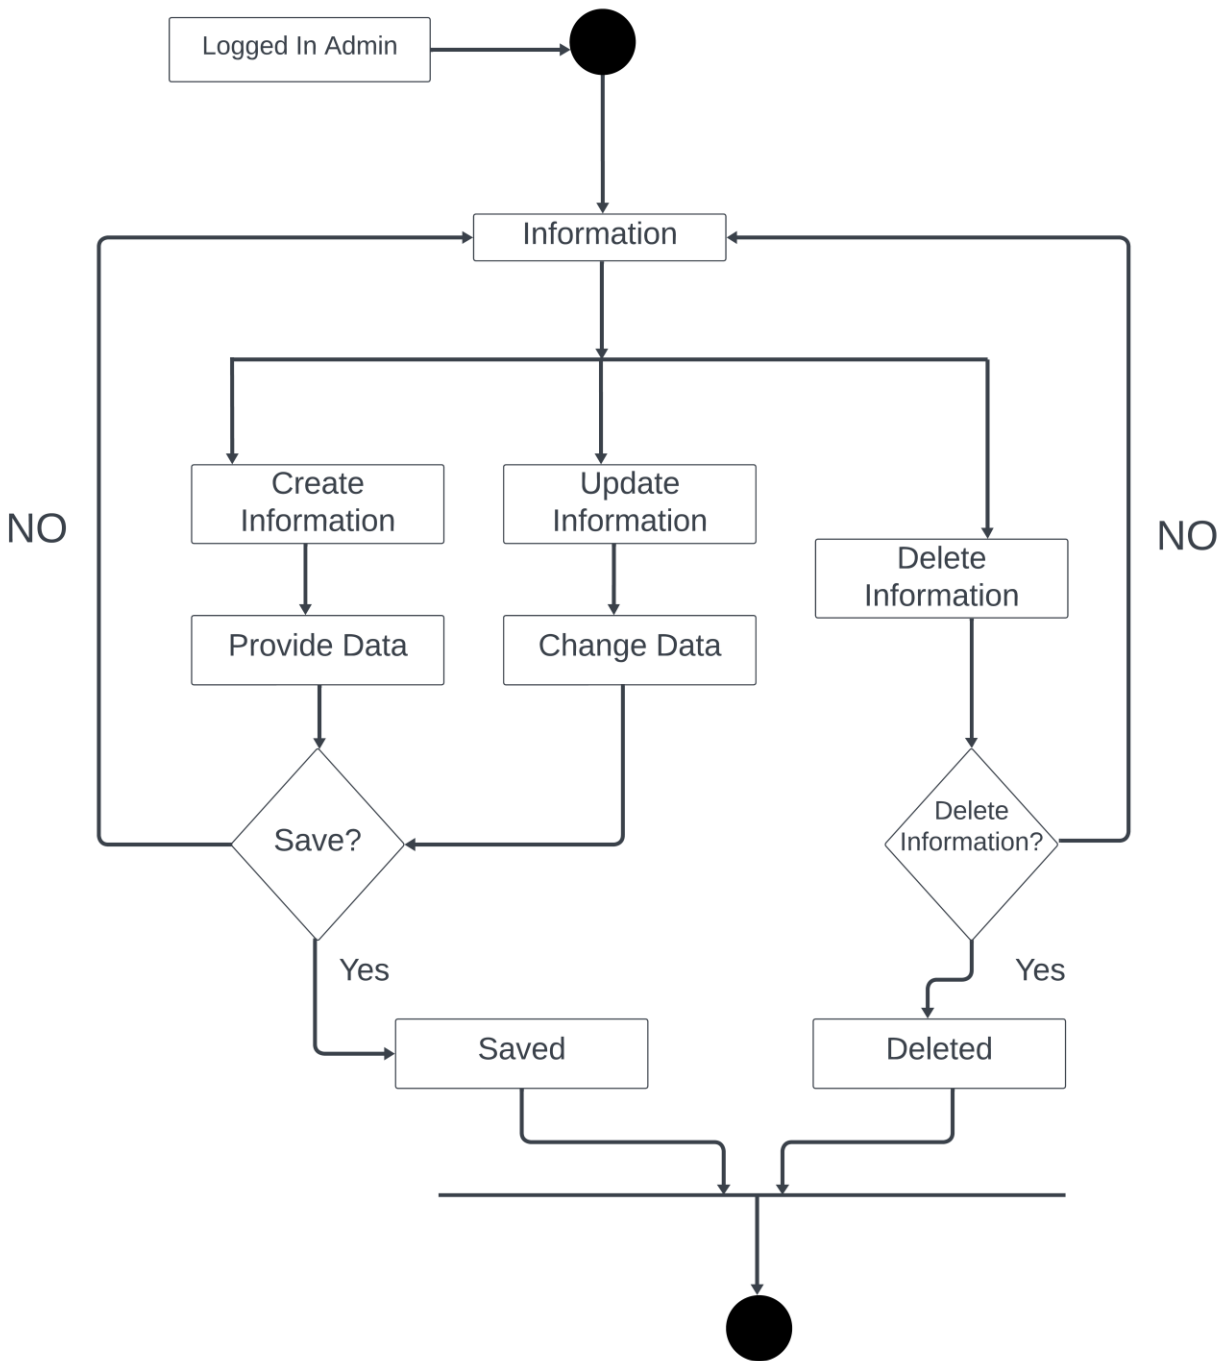 Logged In Admin
Information
Create
Information
Update
Information
Delete
Information
NO
NO
Provide Data
Change Data
Save?
Delete
Information?
Yes
Yes
Saved
Deleted